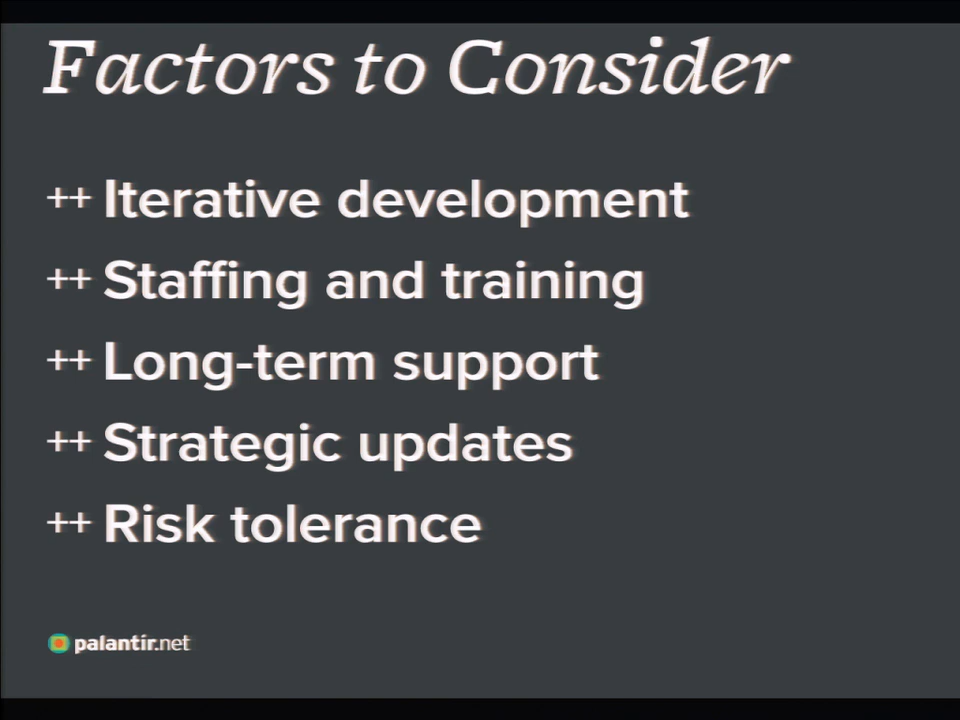 Factors to Consider
++ Iterative development
++ Staffing and training
++ Long-term support
++ Strategic updates
++ Risk tolerance
palantir.net